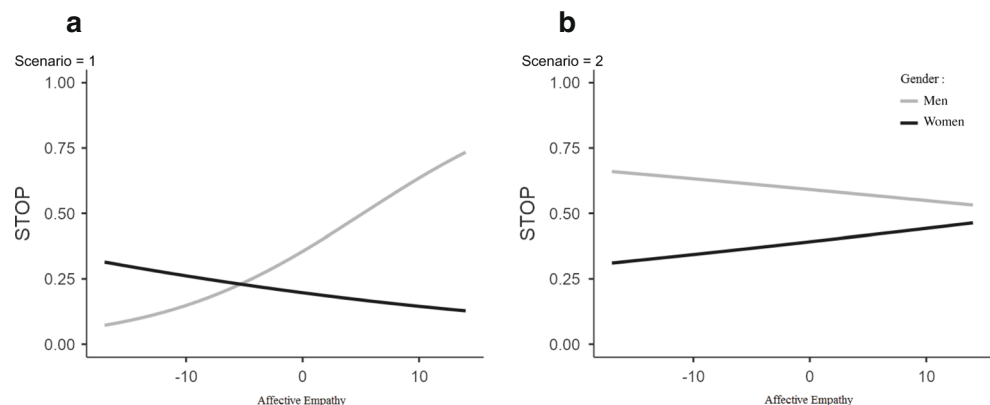 a
Scenario = 1
1.00
0.75
0.50
0.25
0.00
STOP
-10 0 10
Affective Empathy
b
Scenario = 2
1.00
0.75
0.50
0.25
0.00
STOP
-10 0 10
Affective Empathy
Gender :
Men
Women